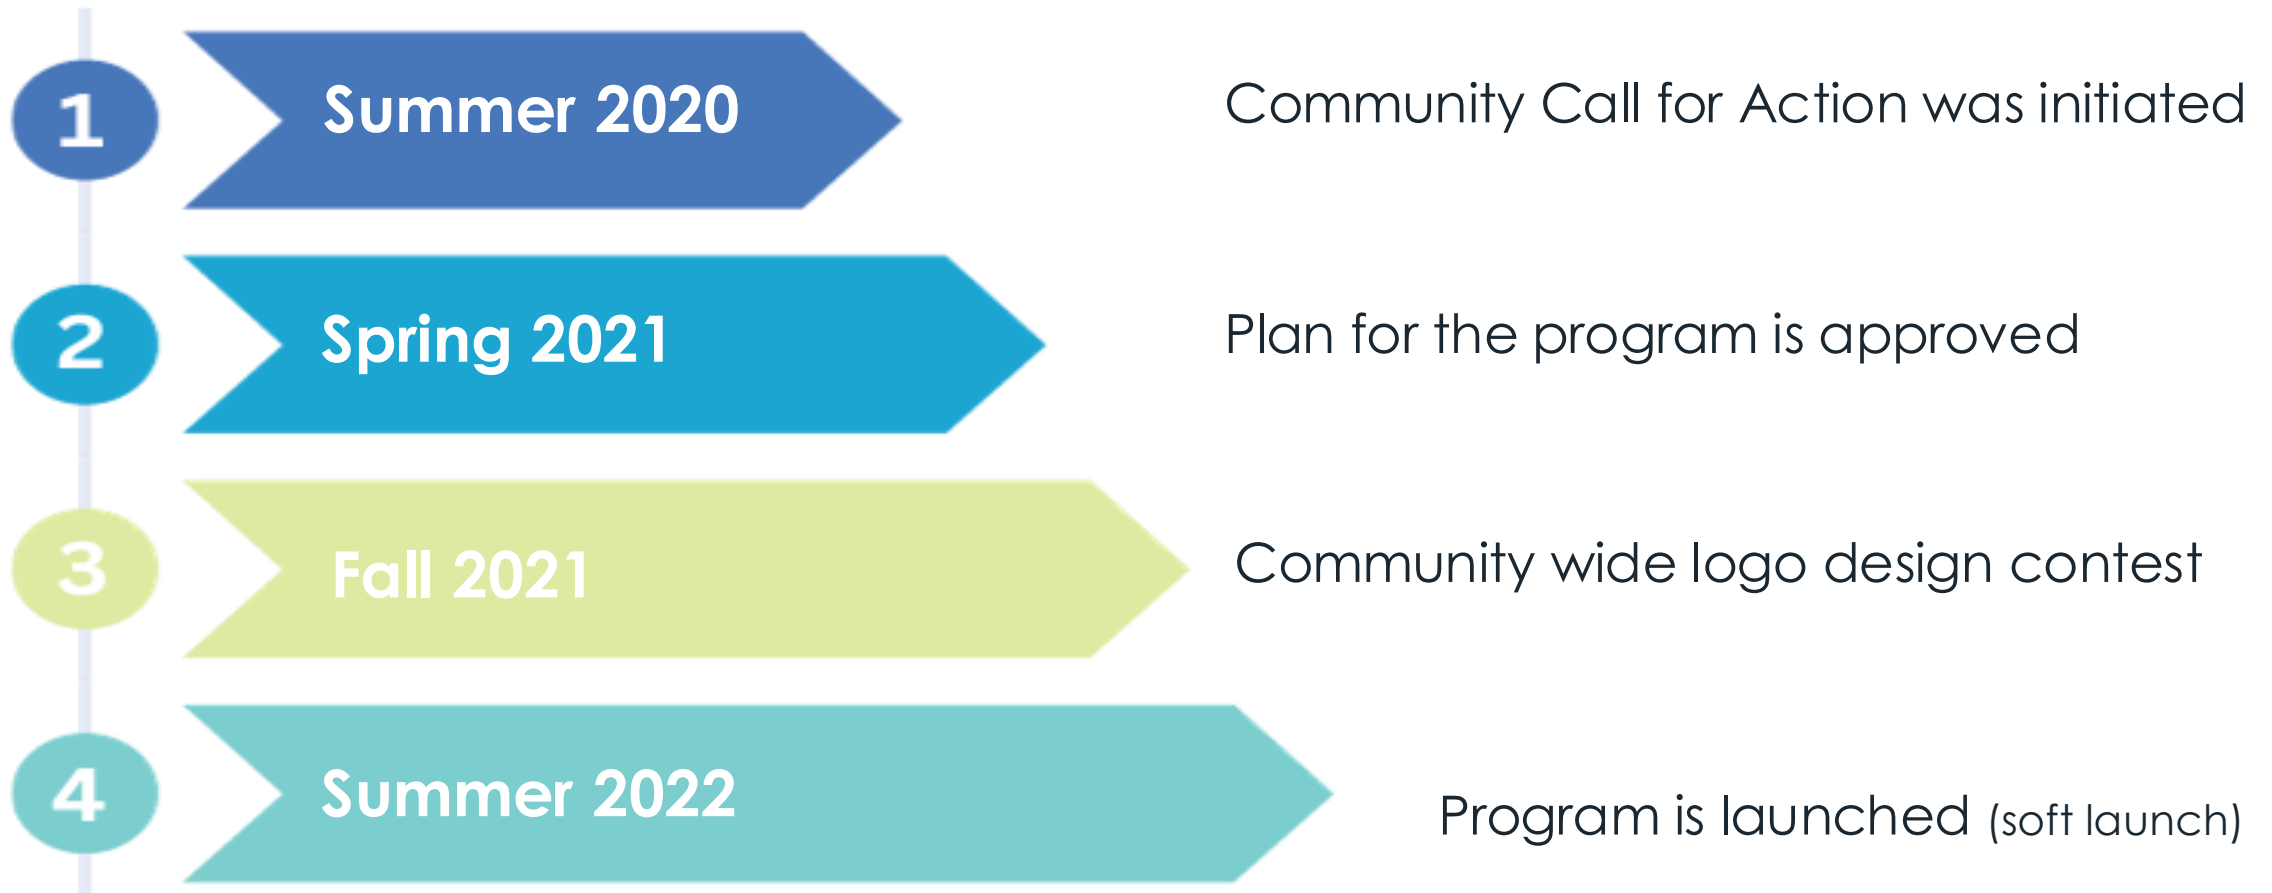 1
Summer 2020
Community Call for Action was initiated
2
Spring 2021
Plan for the program is approved
3
Fall 2021
Community wide logo design contest
4
Summer 2022
Program is launched (soft launch)